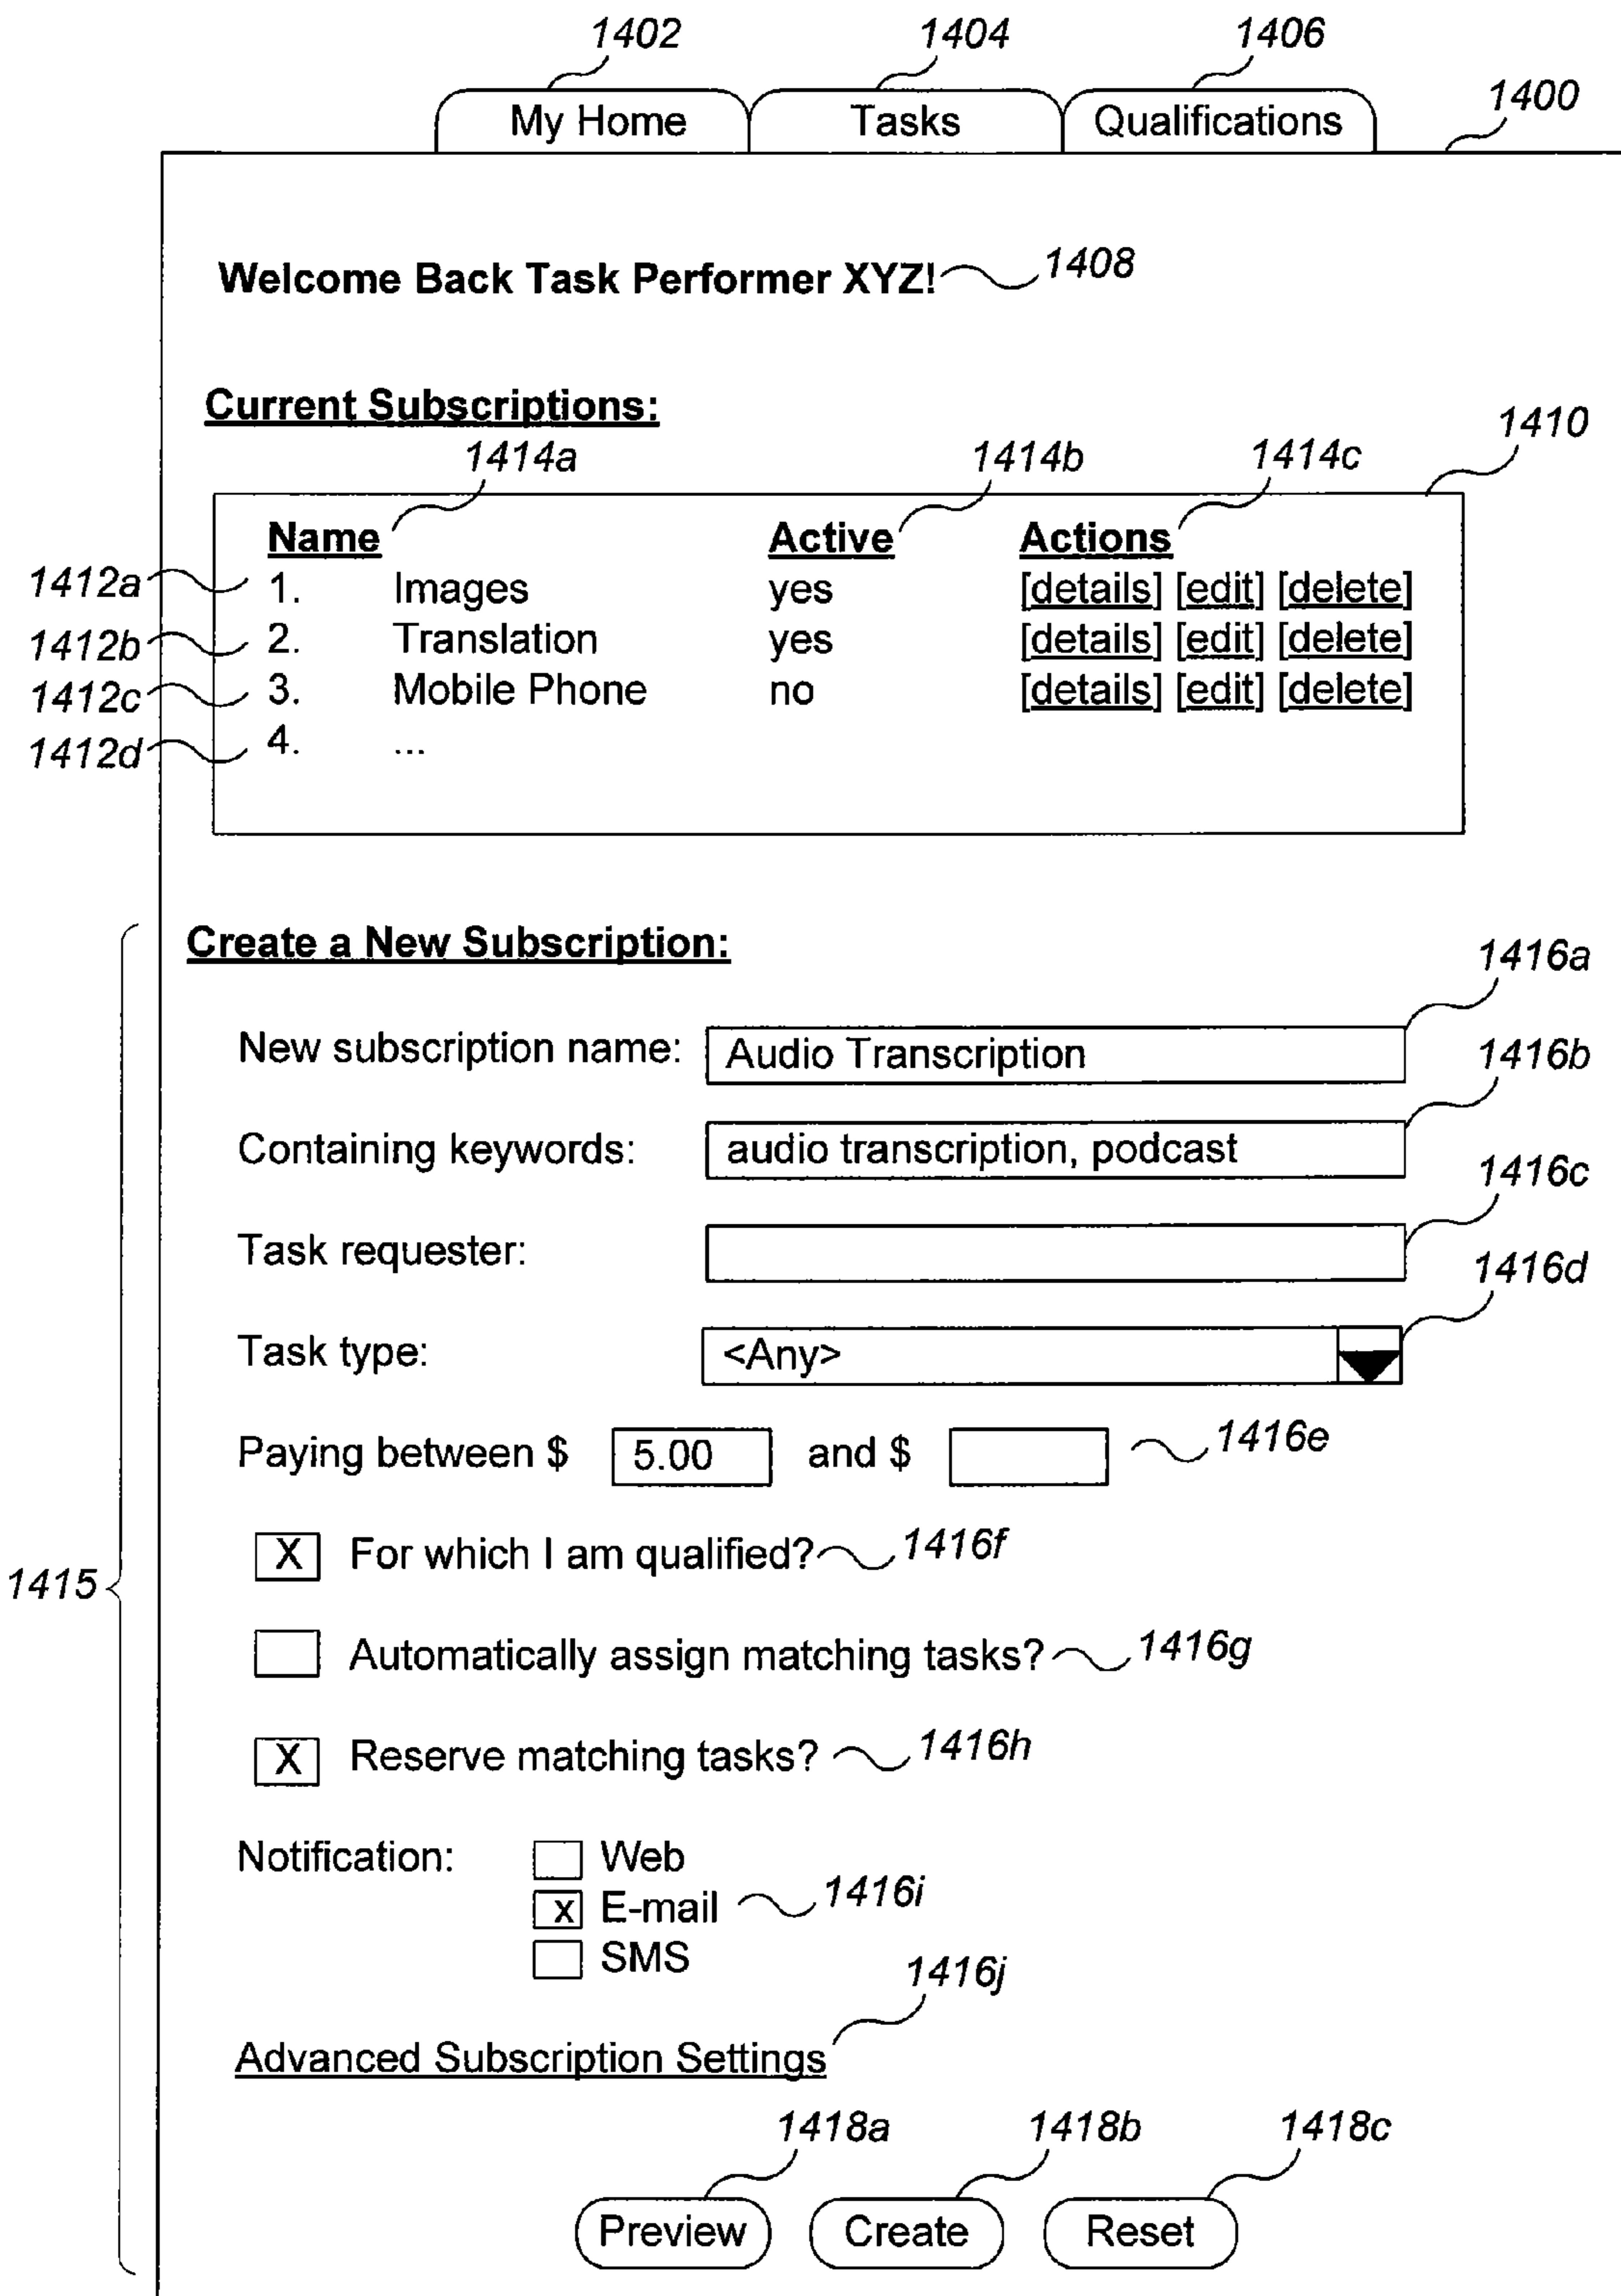 1402 1404 1406
My Home Tasks Qualifications 1400
Welcome Back Task Performer XYZ! 1408
Current Subscriptions:
1410
1414a 1414b 1414c
Name Active Actions
1412a 1. Images yes [details] [edit] [delete]
1412b 2. Translation yes [details] [edit] [delete]
1412c 3. Mobile Phone no [details] [edit] [delete]
1412d 4. ...
Create a New Subscription:
1416a
New subscription name: Audio Transcription
1416b
Containing keywords: audio transcription, podcast
1416c
Task requester:
1416d
Task type: <Any>
Paying between $ 5.00 and $ 1416e
X For which I am qualified? 1416f
1415
Automatically assign matching tasks? 1416g
X Reserve matching tasks? 1416h
Notification: Web
x E-mail 1416i
SMS
1416j
Advanced Subscription Settings
1418a 1418b 1418c
Preview Create Reset